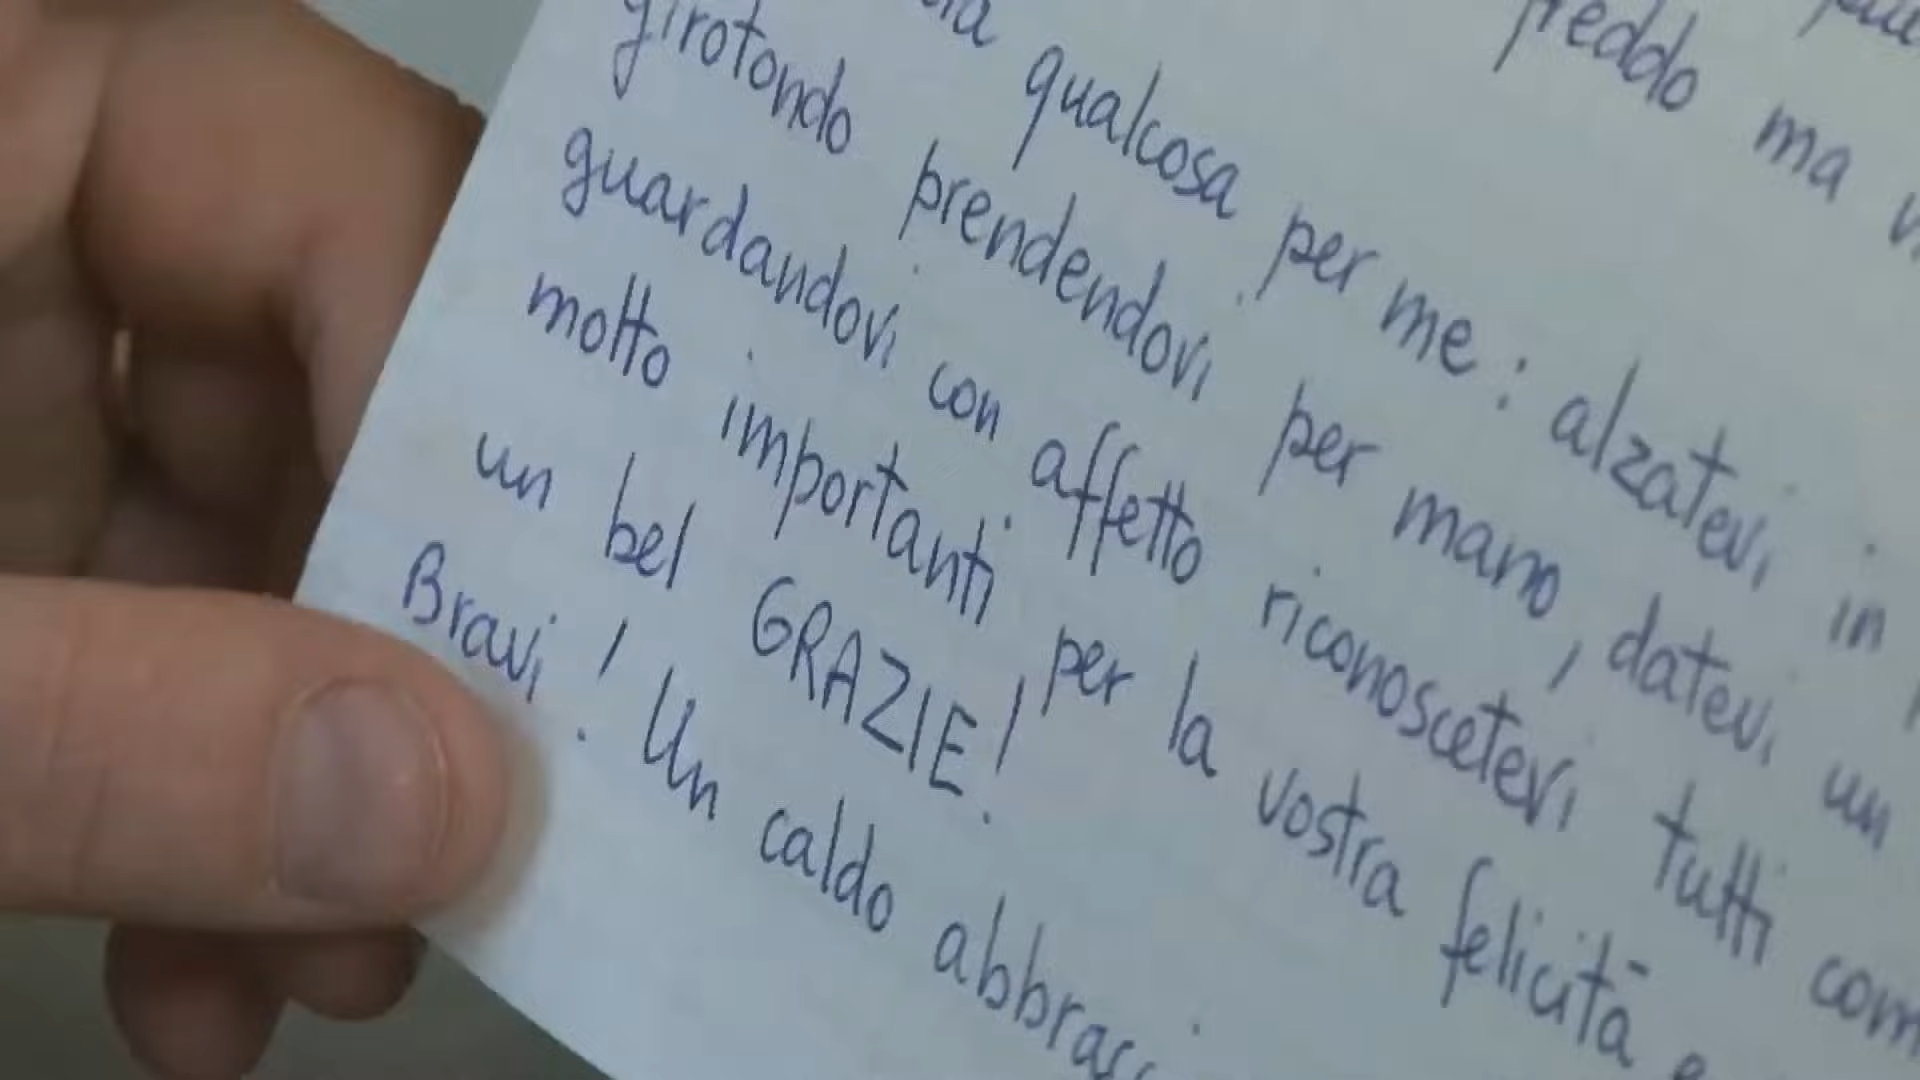 freddo ma
qualcosa per me : alzatevi in
girotondo prendendovi per mano, datevi un
guardandovi con affetto riconoscetevi tutti com
molto importanti per la vostra felicità e
un bel GRAZIE!
Bravi! Un caldo abbracci